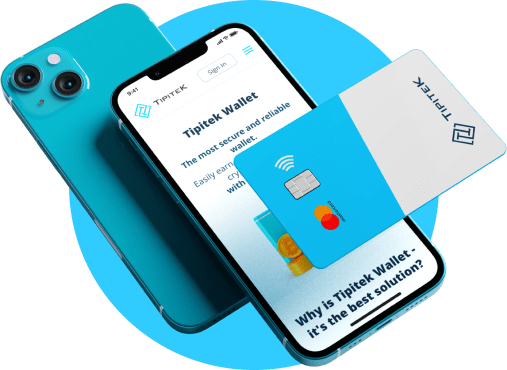 9:41
TIPITEK
Sign In
Tipitek Wallet
The most secure and reliable
wallet.
Easily earn
cry
with
Why is Tipitek Wallet -
it's the best solution?
TIPITEK
mastercard